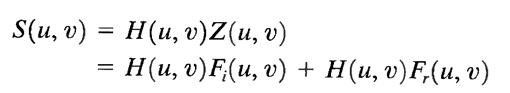 S(u, v) = H(u, v)Z(u, v)
= H(u, v)F_i(u, v) + H(u, v)F_r(u, v)